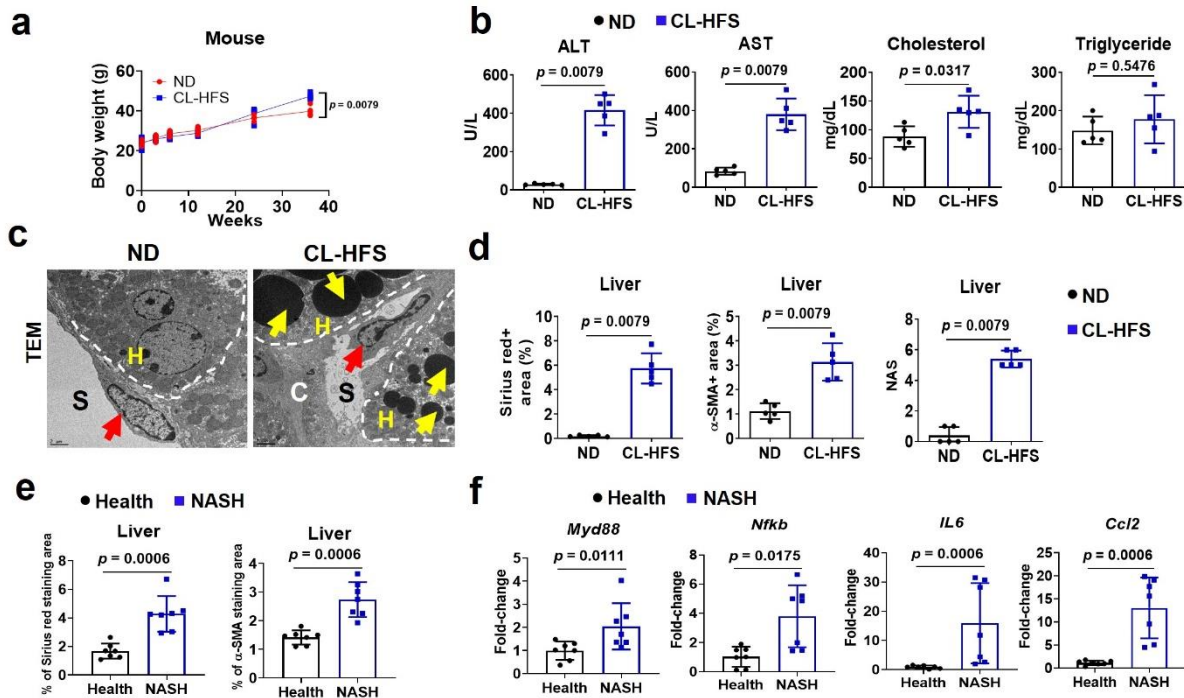 a
Mouse
Body weight (g)
60
40
20
0
ND
CL-HFS
p = 0.0079
0 10 20 30 40
Weeks
b
ND CL-HFS
ALT
p = 0.0079
U/L
600
400
200
0
ND CL-HFS
AST
p = 0.0079
U/L
600
400
200
0
ND CL-HFS
Cholesterol
p = 0.0317
mg/dL
200
150
100
50
0
ND CL-HFS
Triglyceride
p = 0.5476
mg/dL
300
200
100
0
ND CL-HFS
c
ND CL-HFS
TEM
H
S
H
C
S
H
d
Liver
p = 0.0079
Sirius red+
area (%)
10
8
6
4
2
0
ND CL-HFS
Liver
p = 0.0079
α-SMA+ area (%)
5
4
3
2
1
0
ND CL-HFS
Liver
p = 0.0079
NAS
8
6
4
2
0
ND CL-HFS
ND
CL-HFS
e
Health NASH
Liver
p = 0.0006
% of Sirius red staining area
8
6
4
2
0
Health NASH
Liver
p = 0.0006
% of α-SMA staining area
4
3
2
1
0
Health NASH
f
Health NASH
Myd88
p = 0.0111
Fold-change
5
4
3
2
1
0
Health NASH
Nfkb
p = 0.0175
Fold-change
8
6
4
2
0
Health NASH
IL6
p = 0.0006
Fold-change
40
30
20
10
0
Health NASH
Ccl2
p = 0.0006
Fold-change
25
20
15
10
5
0
Health NASH